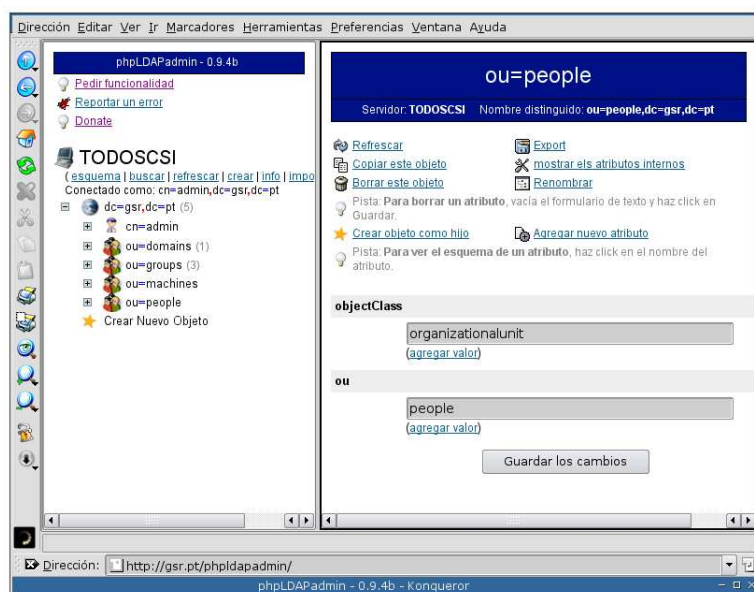 Dirección Editar Ver Ir Marcadores Herramientas Preferencias Ventana Ayuda
phpLDAPadmin - 0.9.4b
Pedir funcionalidad
Reportar un error
Donate
TODOSCSI
( esquema | buscar | refrescar | crear | info | impo
Conectado como: cn=admin,dc=gsr,dc=pt
dc=gsr,dc=pt (5)
cn=admin
ou=domains (1)
ou=groups (3)
ou=machines
ou=people
Crear Nuevo Objeto
ou=people
Servidor: TODOSCSI Nombre distinguido: ou=people,dc=gsr,dc=pt
Refrescar Export
Copiar este objeto mostrar els atributos internos
Borrar este objeto Renombrar
Pista: Para borrar un atributo, vacía el formulario de texto y haz click en
Guardar.
Crear objeto como hijo Agregar nuevo atributo
Pista: Para ver el esquema de un atributo, haz click en el nombre del
atributo.
objectClass
organizationalunit
(agregar valor)
ou
people
(agregar valor)
Guardar los cambios
Dirección: http://gsr.pt/phpldapadmin/
phpLDAPadmin - 0.9.4b - Konqueror